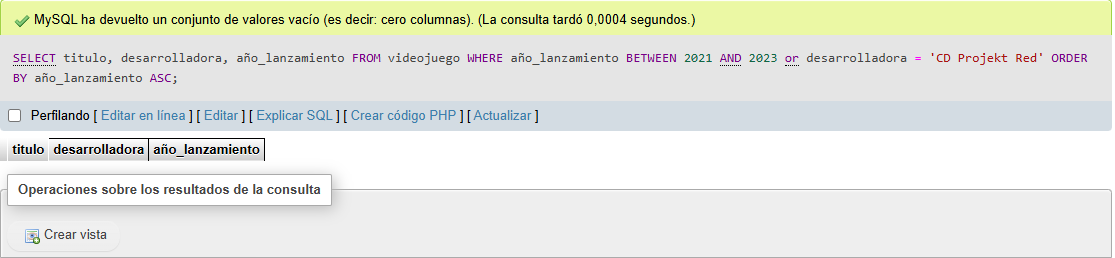 MySQL ha devuelto un conjunto de valores vacío (es decir: cero columnas). (La consulta tardó 0,0004 segundos.)
SELECT titulo, desarrolladora, año_lanzamiento FROM videojuego WHERE año_lanzamiento BETWEEN 2021 AND 2023 or desarrolladora = 'CD Projekt Red' ORDER
BY año_lanzamiento ASC;
Perfilando [ Editar en línea ] [ Editar ] [ Explicar SQL ] [ Crear código PHP ] [ Actualizar ]
titulo desarrolladora año_lanzamiento
Operaciones sobre los resultados de la consulta
Crear vista